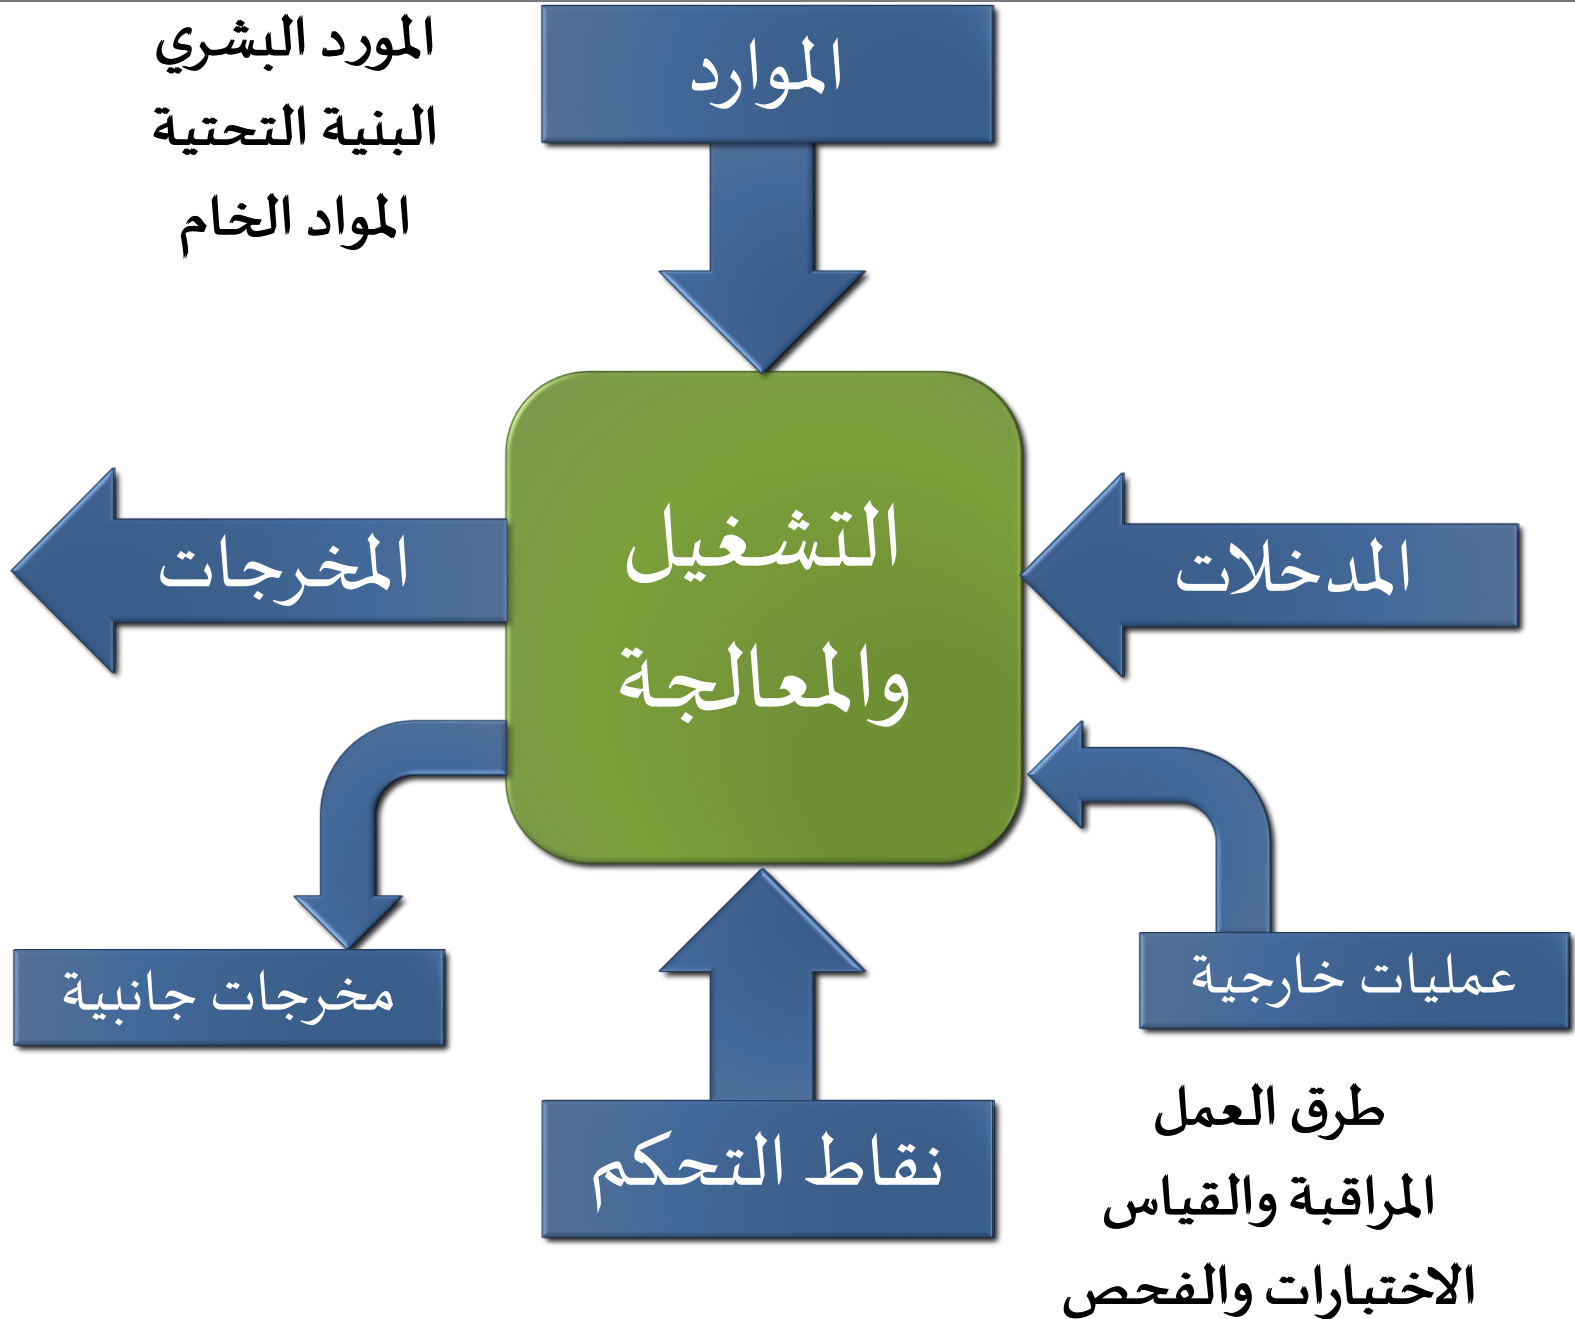 الموارد
المورد البشري
البنية التحتية
المواد الخام
المدخلات
التشغيل
والمعالجة
المخرجات
عمليات خارجية
مخرجات جانبية
نقاط التحكم
طرق العمل
المراقبة والقياس
الاختبارات والفحص